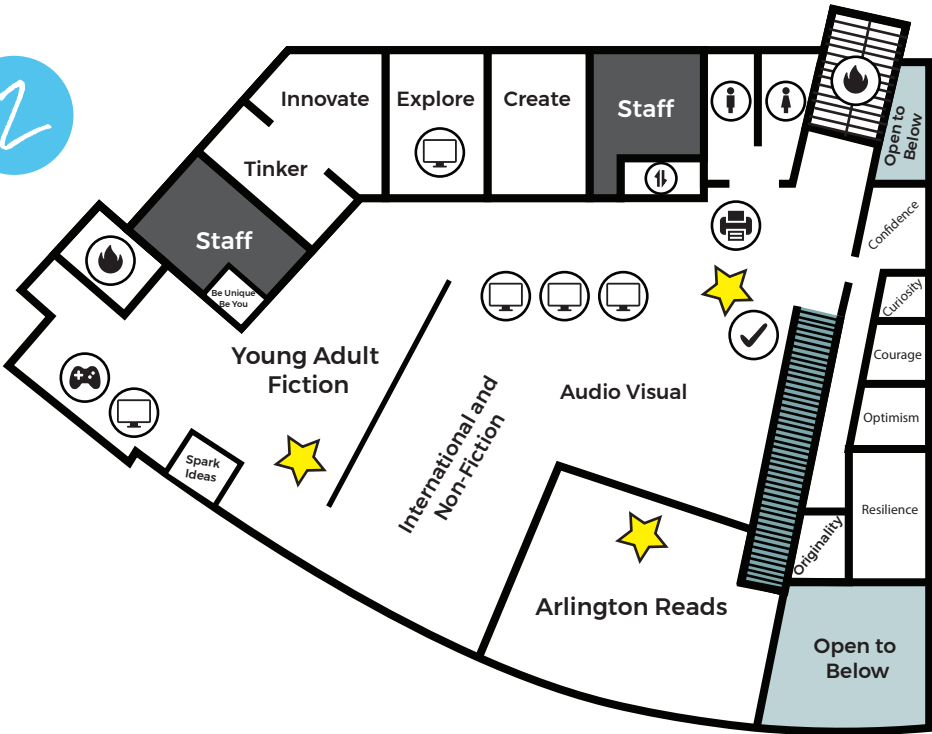 2
Innovate
Explore
Create
Staff
Open to
Below
Tinker
Confidence
Staff
Be Unique
Be You
Curiosity
Young Adult
Fiction
Courage
Audio Visual
International and
Non-Fiction
Optimism
Spark
Ideas
Resilience
Originality
Arlington Reads
Open to
Below